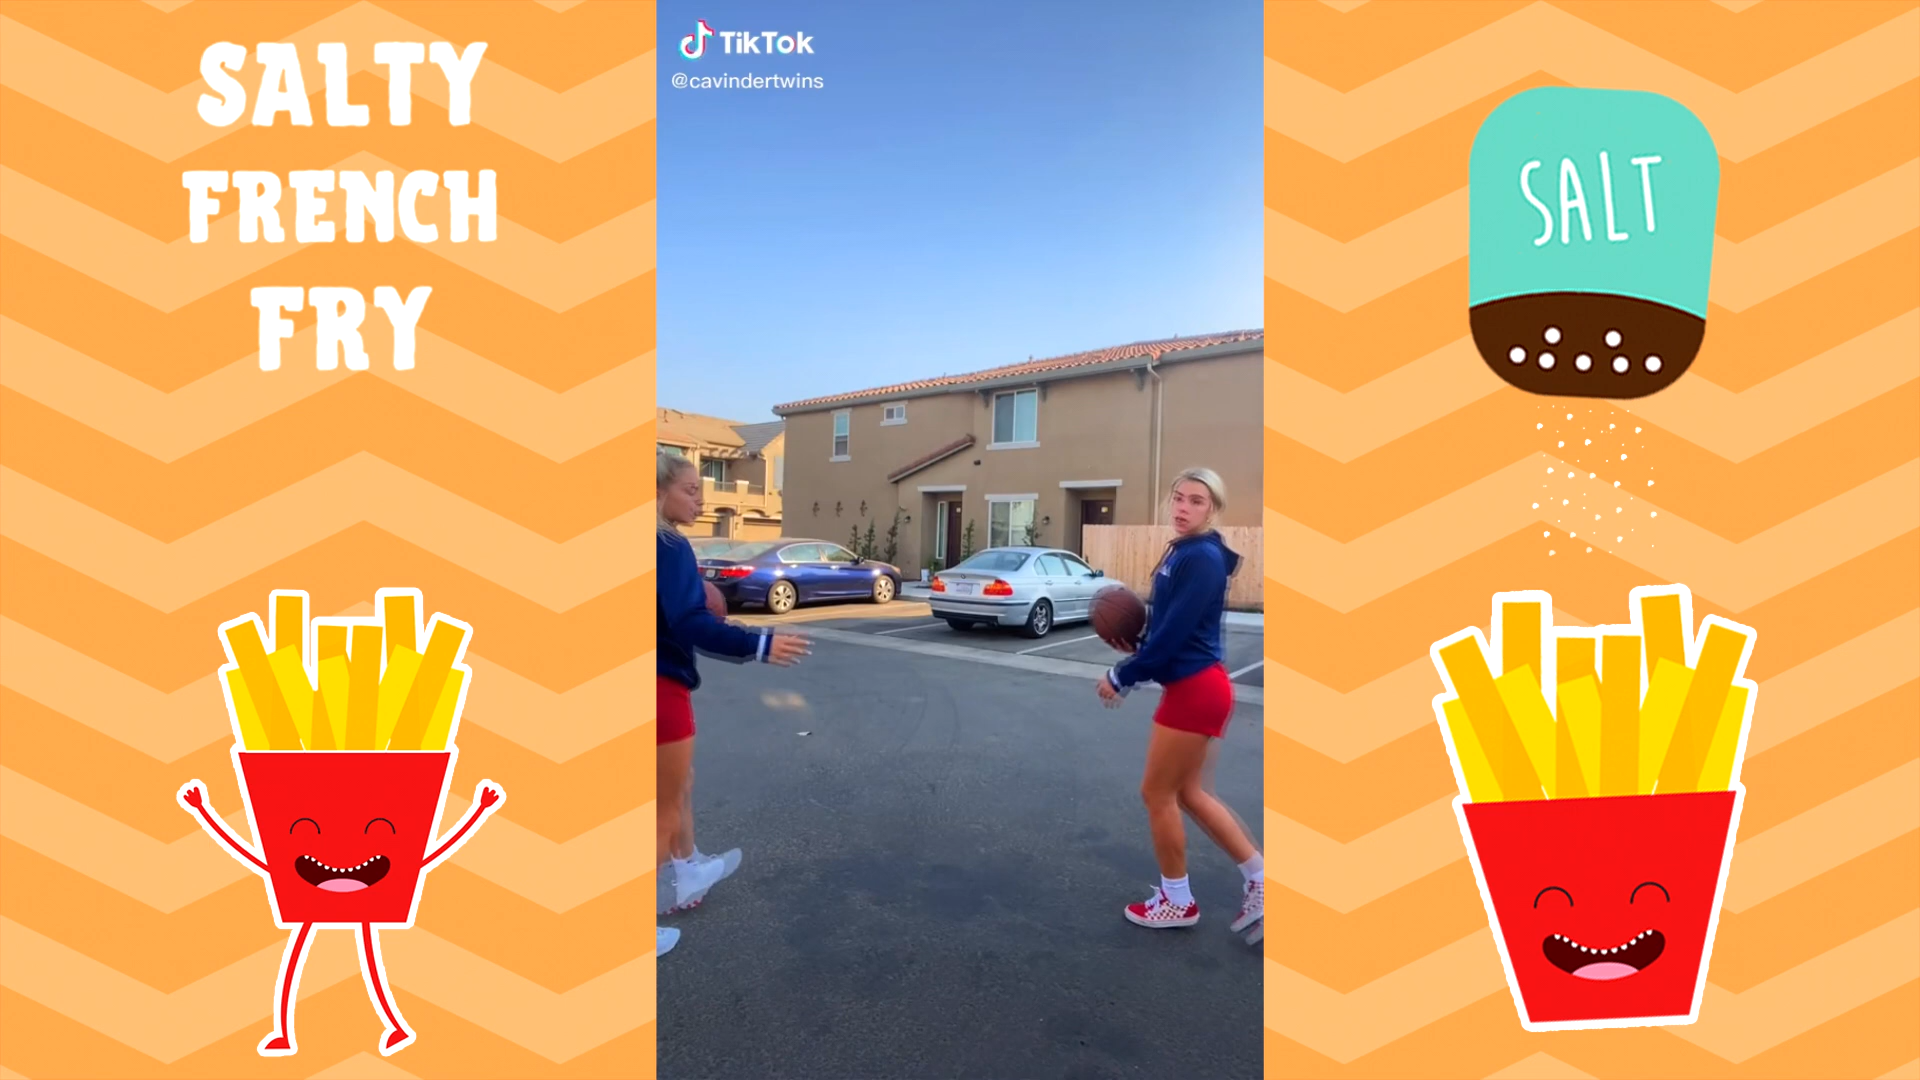 SALTY
FRENCH
FRY
TikTok
@cavindertwins
SALT